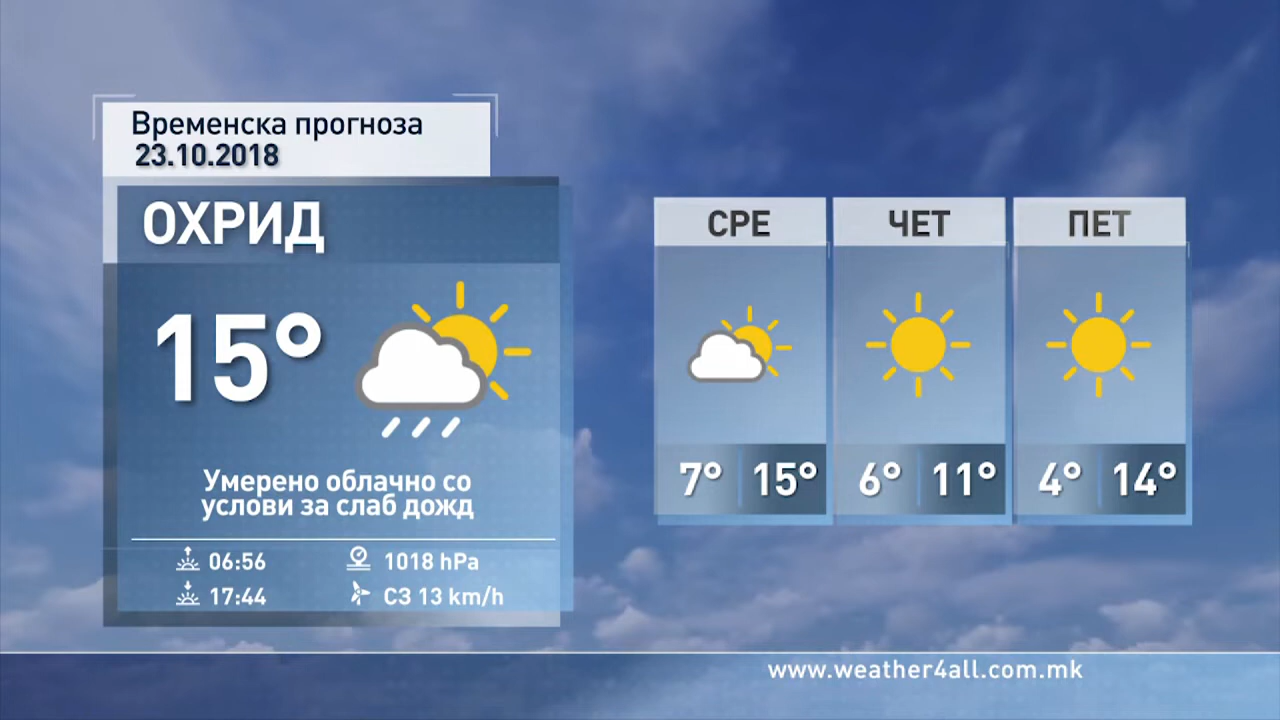 Временска прогноза
23.10.2018
ОХРИД
15°
Умерено облачно со
услови за слаб дожд
06:56
1018 hPa
17:44
СЗ 13 km/h
СРЕ
ЧЕТ
ПЕТ
7° 15°
6° 11°
4° 14°
www.weather4all.com.mk